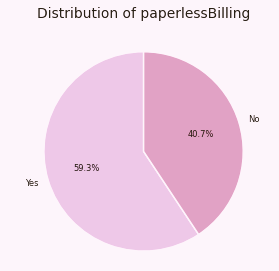 Distribution of paperlessBilling
No
40.7%
59.3%
Yes